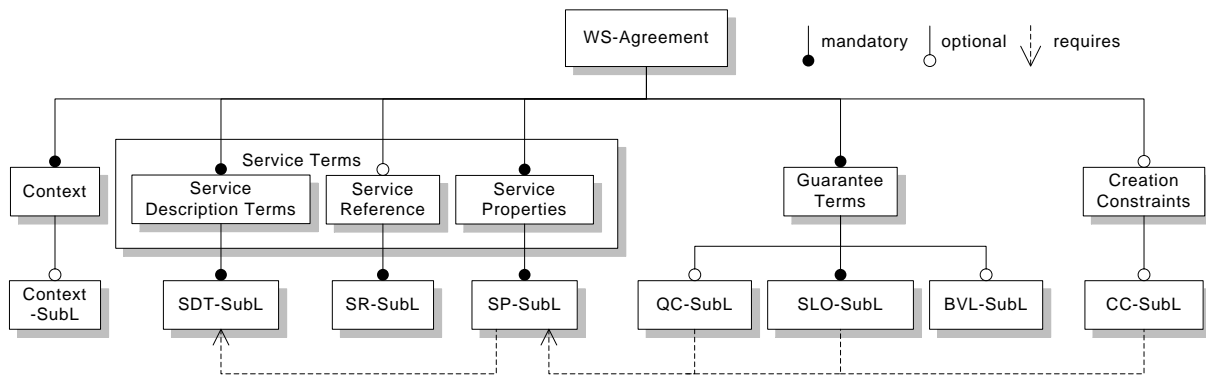 WS-Agreement
mandatory
optional
requires
Service Terms
Context
Service
Description Terms
Service
Reference
Service
Properties
Guarantee
Terms
Creation
Constraints
Context
-SubL
SDT-SubL
SR-SubL
SP-SubL
QC-SubL
SLO-SubL
BVL-SubL
CC-SubL